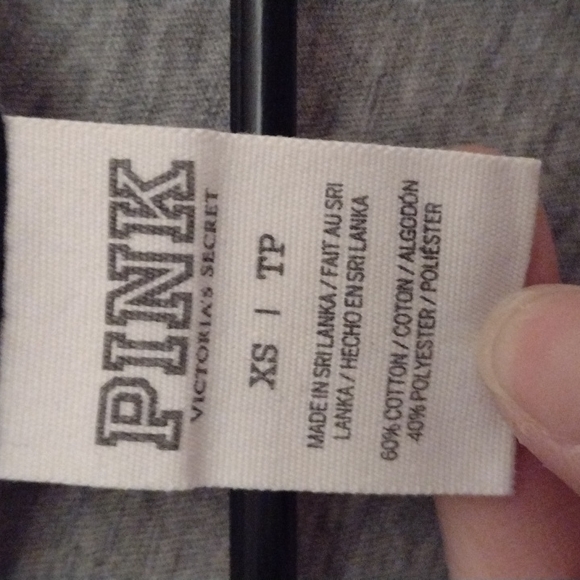 PINK
VICTORIA'S SECRET
XS | TP
MADE IN SRI LANKA / FAIT AU SRI
LANKA / HECHO EN SRI LANKA
60% COTTON / COTON / ALGODÓN
40% POLYESTER / POLIÉSTER